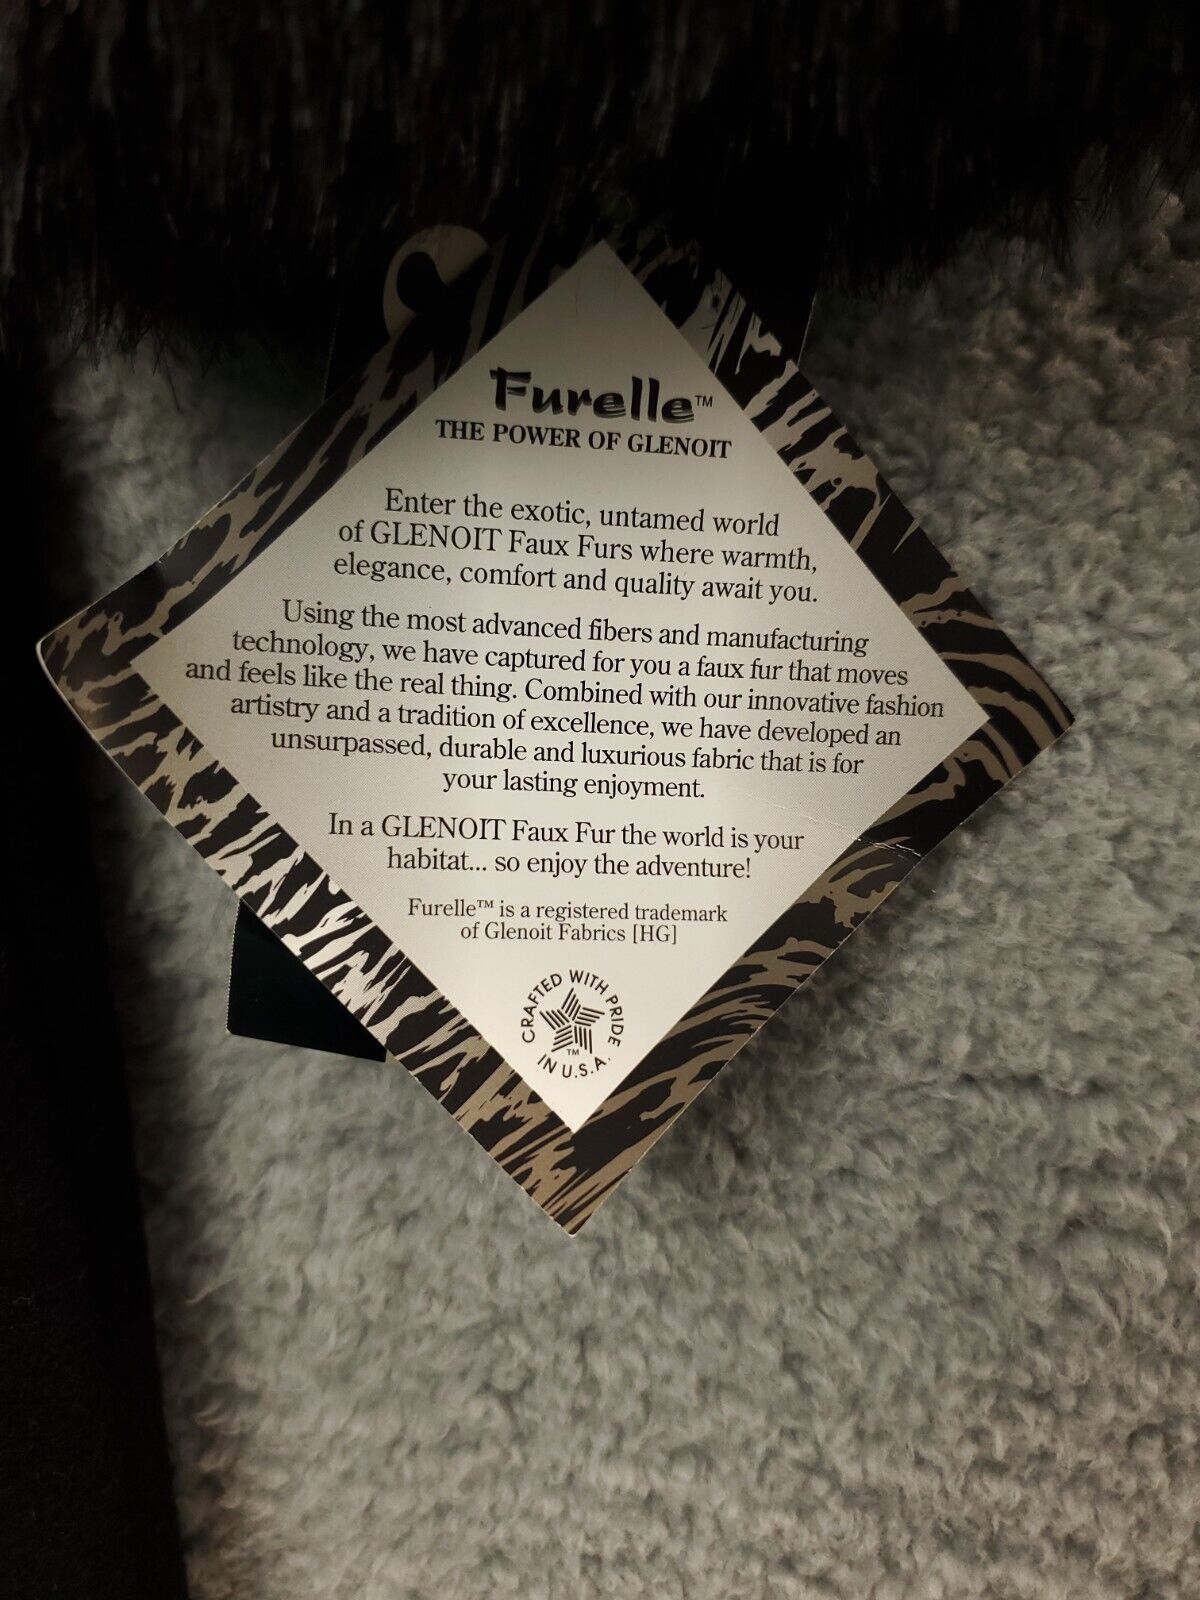 Furelle™
THE POWER OF GLENOIT
Enter the exotic, untamed world
of GLENOIT Faux Furs where warmth,
elegance, comfort and quality await you.
Using the most advanced fibers and manufacturing
technology, we have captured for you a faux fur that moves
and feels like the real thing. Combined with our innovative fashion
artistry and a tradition of excellence, we have developed an
unsurpassed, durable and luxurious fabric that is for
your lasting enjoyment.
In a GLENOIT Faux Fur the world is your
habitat... so enjoy the adventure!
Furelle™ is a registered trademark
of Glenoit Fabrics [HG]
CRAFTED WITH PRIDE
TM
IN U.S.A.